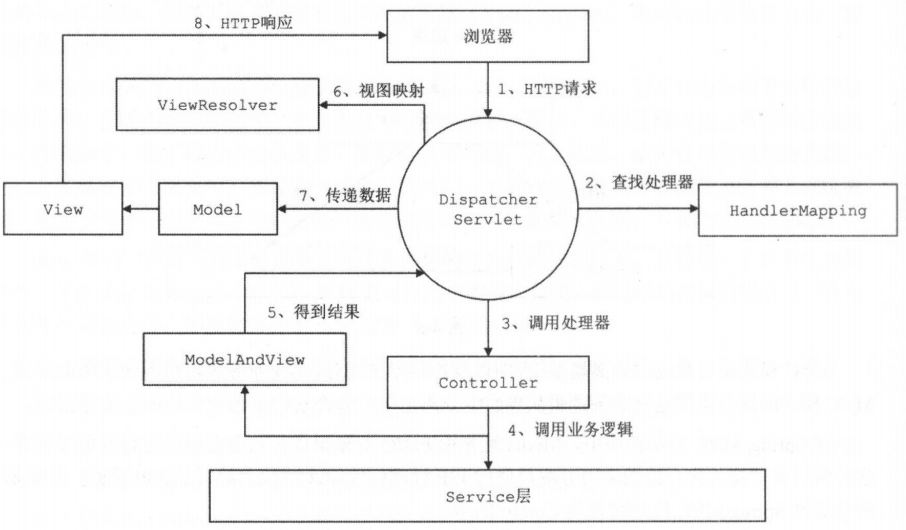 8、HTTP响应
浏览器
1、HTTP请求
6、视图映射
ViewResolver
2、查找处理器
View
Model
7、传递数据
Dispatcher
Servlet
HandlerMapping
5、得到结果
3、调用处理器
ModelAndView
Controller
4、调用业务逻辑
Service层